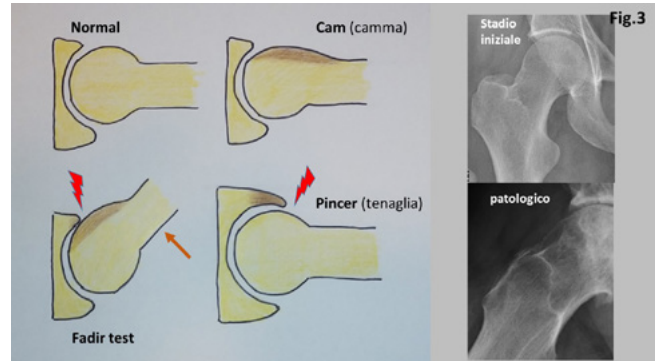 Normal
Cam (camma)
Fadir test
Pincer (tenaglia)
Fig.3
Stadio
iniziale
patologico